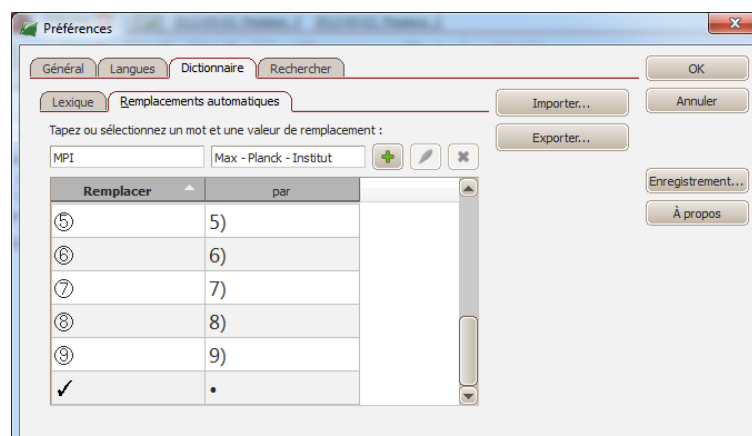 Préférences
Général Langues Dictionnaire Rechercher
OK
Lexique Remplacements automatiques
Importer...
Annuler
Tapez ou sélectionnez un mot et une valeur de remplacement :
Exporter...
MPI Max - Planck - Institut
Enregistrement...
Remplacer par
À propos
⑤ 5)
⑥ 6)
⑦ 7)
⑧ 8)
⑨ 9)
✓ •